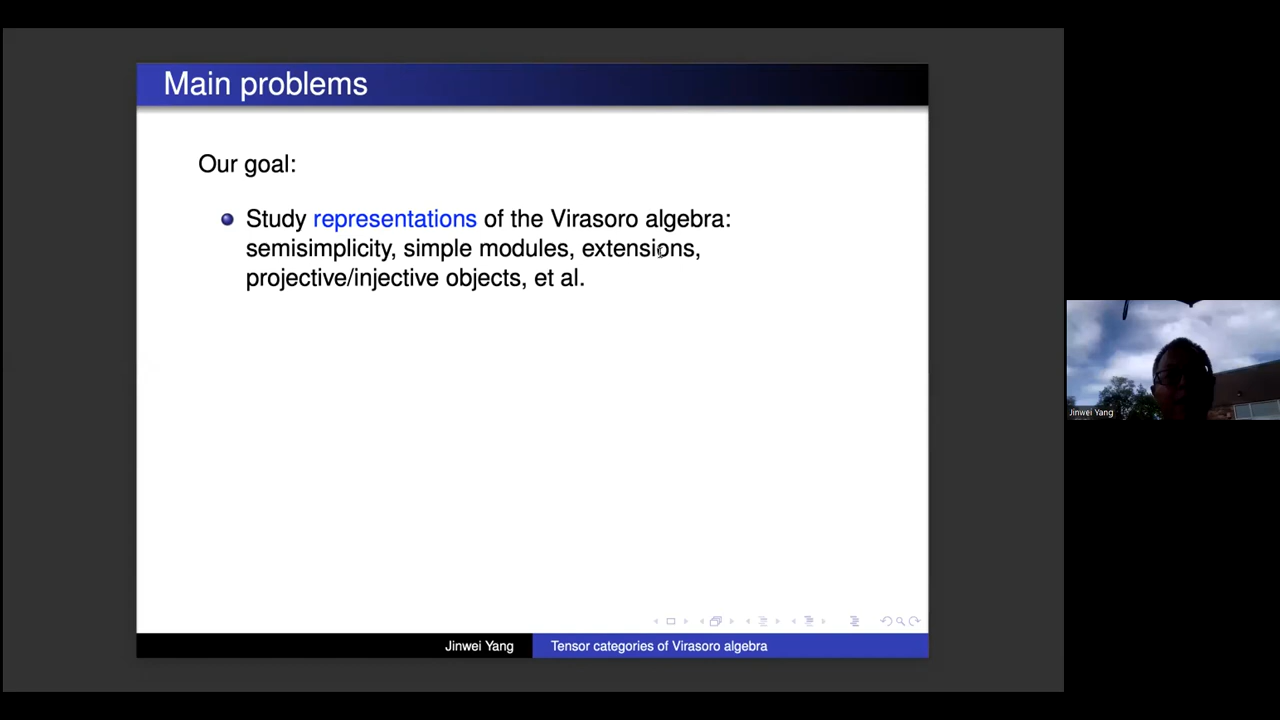 Main problems
Our goal:
Study representations of the Virasoro algebra:
semisimplicity, simple modules, extensions,
projective/injective objects, et al.
Jinwei Yang
Jinwei Yang
Tensor categories of Virasoro algebra